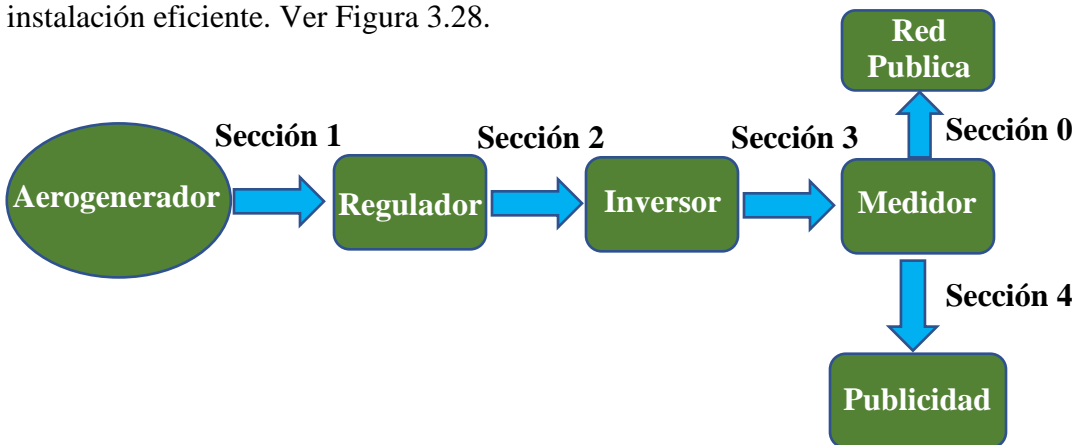 instalación eficiente. Ver Figura 3.28.
Red
Publica
Sección 1
Sección 2
Sección 3
Sección 0
Aerogenerador
Regulador
Inversor
Medidor
Sección 4
Publicidad